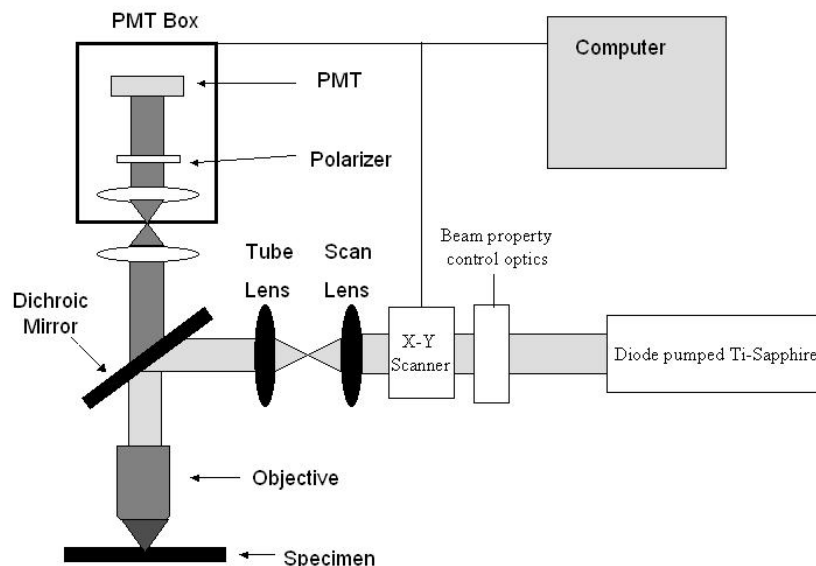 PMT Box
Computer
PMT
Polarizer
Beam property
control optics
Tube
Lens
Scan
Lens
Dichroic
Mirror
X-Y
Scanner
Diode pumped Ti-Sapphire
Objective
Specimen